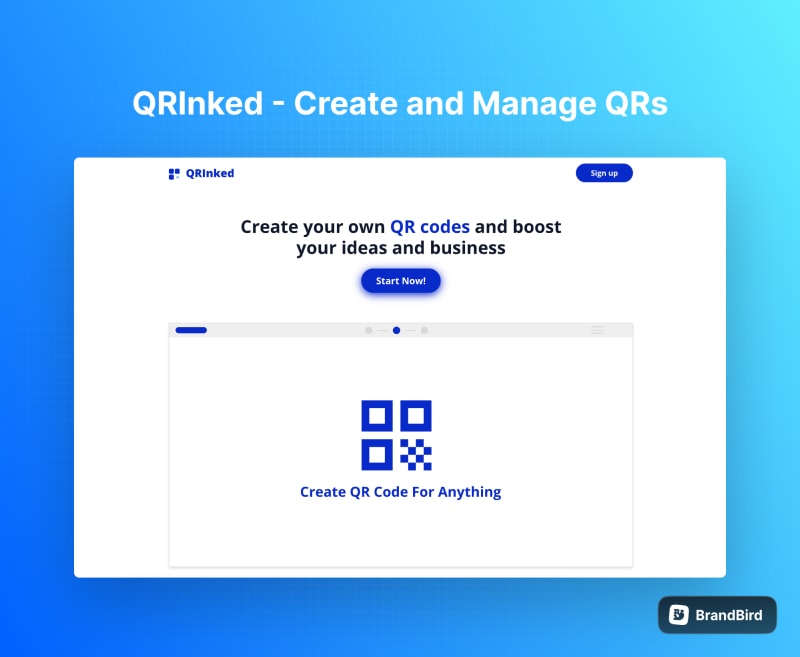 QRInked - Create and Manage QRs
QRInked
Sign up
Create your own QR codes and boost
your ideas and business
Start Now!
Create QR Code For Anything
BrandBird